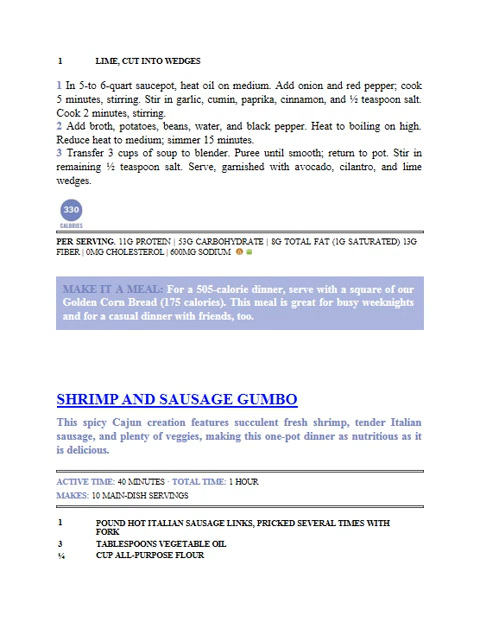 1 LIME, CUT INTO WEDGES
1 In 5-to 6-quart saucepot, heat oil on medium. Add onion and red pepper; cook
5 minutes, stirring. Stir in garlic, cumin, paprika, cinnamon, and ½ teaspoon salt.
Cook 2 minutes, stirring.
2 Add broth, potatoes, beans, water, and black pepper. Heat to boiling on high.
Reduce heat to medium; simmer 15 minutes.
3 Transfer 3 cups of soup to blender. Puree until smooth; return to pot. Stir in
remaining ½ teaspoon salt. Serve, garnished with avocado, cilantro, and lime
wedges.
330
CALORIES
PER SERVING. 11G PROTEIN | 53G CARBOHYDRATE | 8G TOTAL FAT (1G SATURATED) 13G
FIBER | 0MG CHOLESTEROL | 600MG SODIUM
MAKE IT A MEAL: For a 505-calorie dinner, serve with a square of our
Golden Corn Bread (175 calories). This meal is great for busy weeknights
and for a casual dinner with friends, too.
SHRIMP AND SAUSAGE GUMBO
This spicy Cajun creation features succulent fresh shrimp, tender Italian
sausage, and plenty of veggies, making this one-pot dinner as nutritious as it
is delicious.
ACTIVE TIME: 40 MINUTES · TOTAL TIME: 1 HOUR
MAKES: 10 MAIN-DISH SERVINGS
1 POUND HOT ITALIAN SAUSAGE LINKS, PRICKED SEVERAL TIMES WITH
FORK
3 TABLESPOONS VEGETABLE OIL
¼ CUP ALL-PURPOSE FLOUR